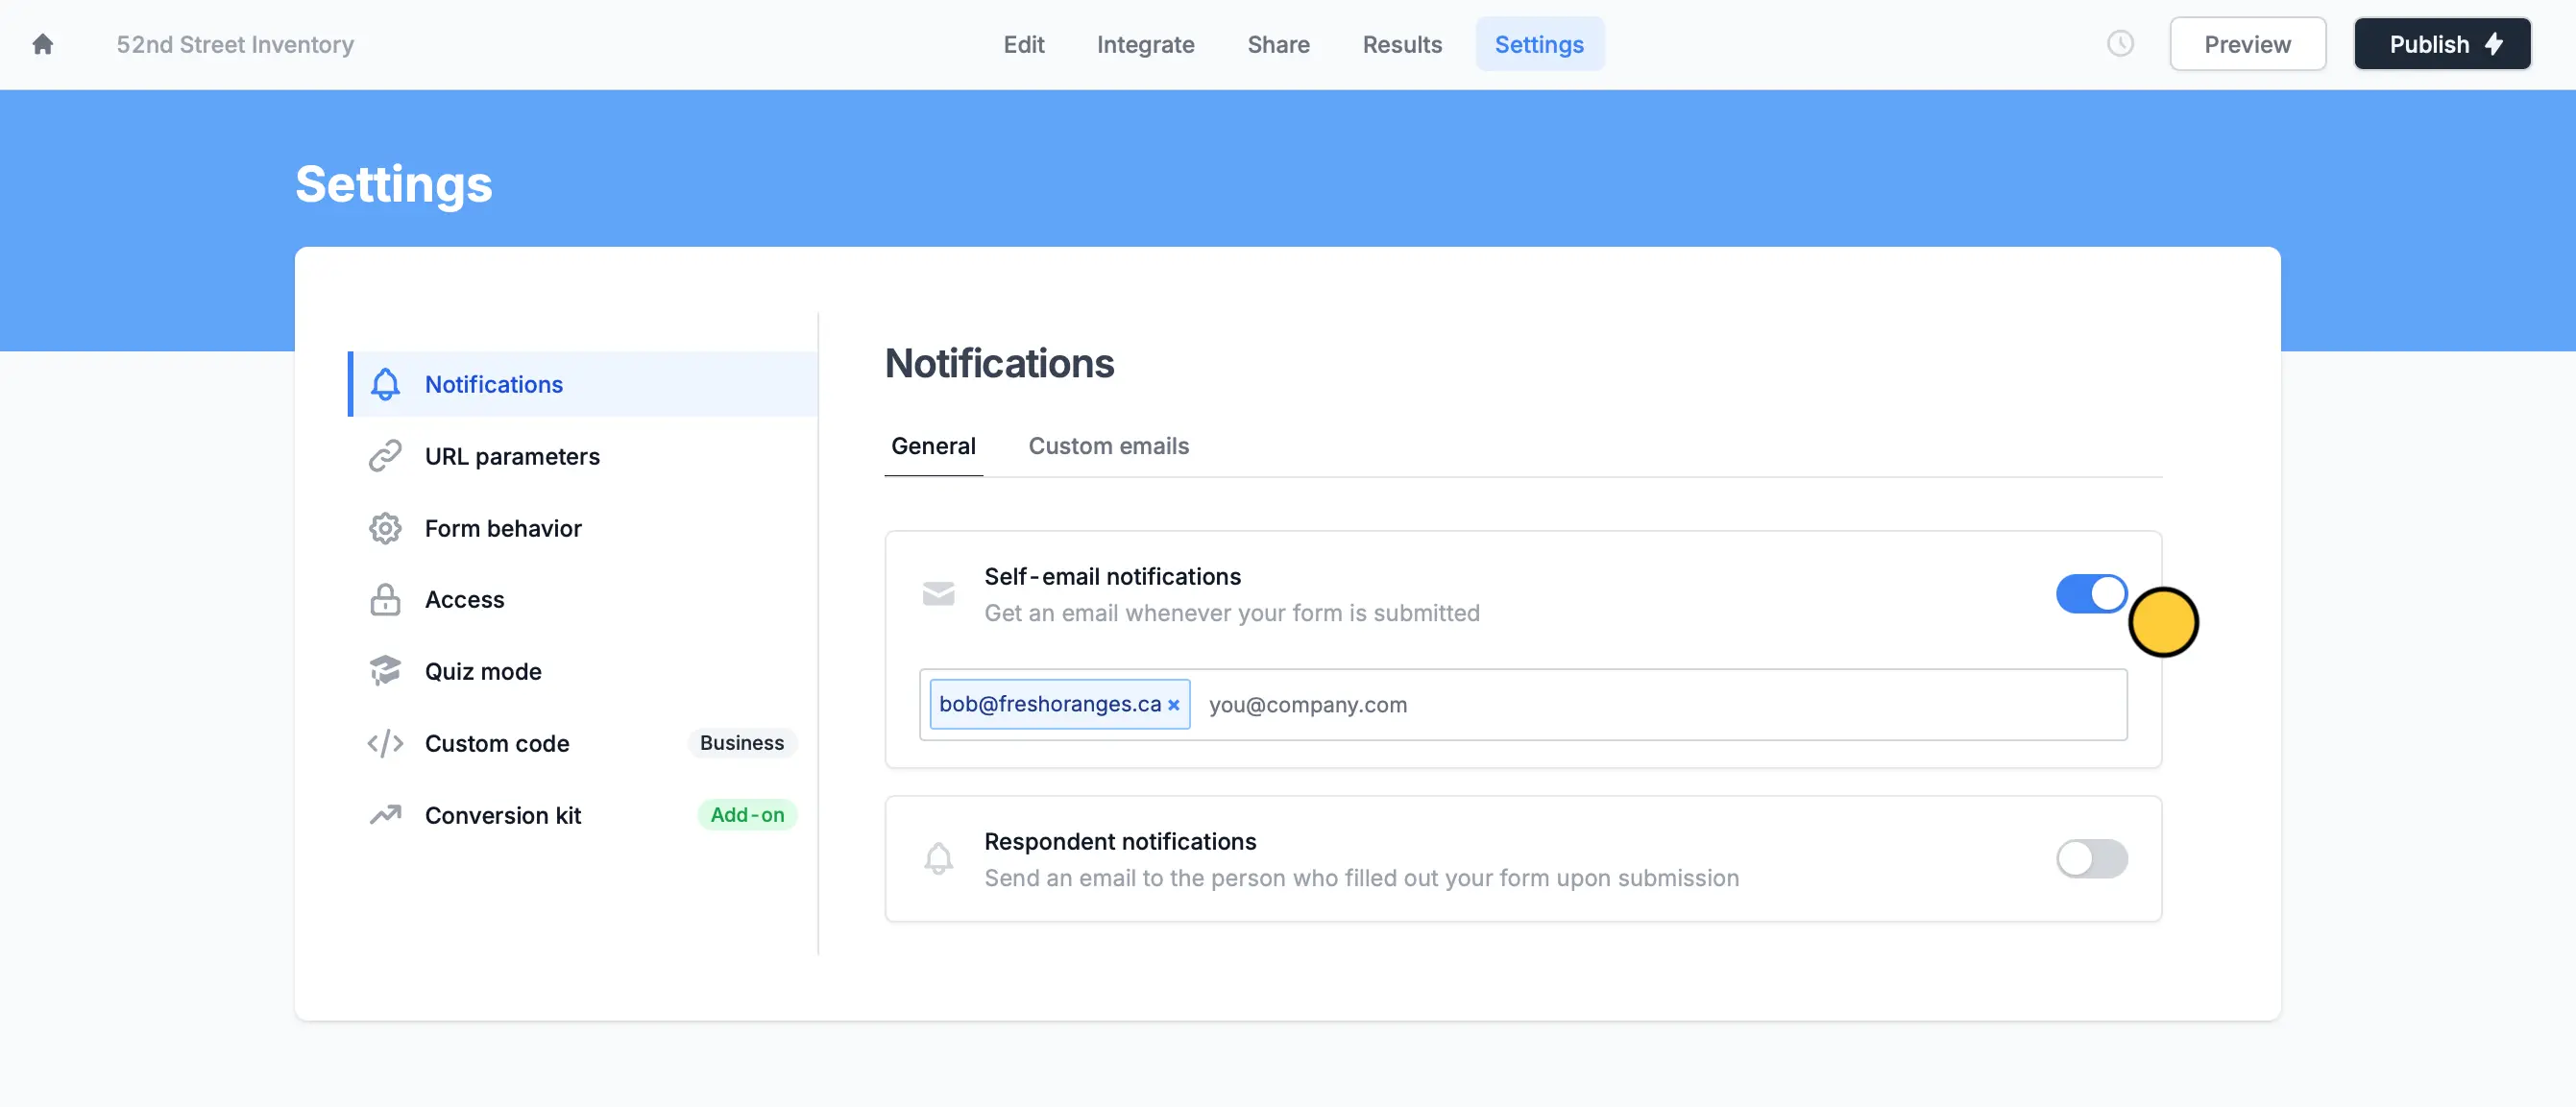 52nd Street Inventory
Edit
Integrate
Share
Results
Settings
Preview
Publish
Settings
Notifications
URL parameters
Form behavior
Access
Quiz mode
Custom code
Business
Conversion kit
Add-on
Notifications
General
Custom emails
Self-email notifications
Get an email whenever your form is submitted
bob@freshoranges.ca
you@company.com
Respondent notifications
Send an email to the person who filled out your form upon submission